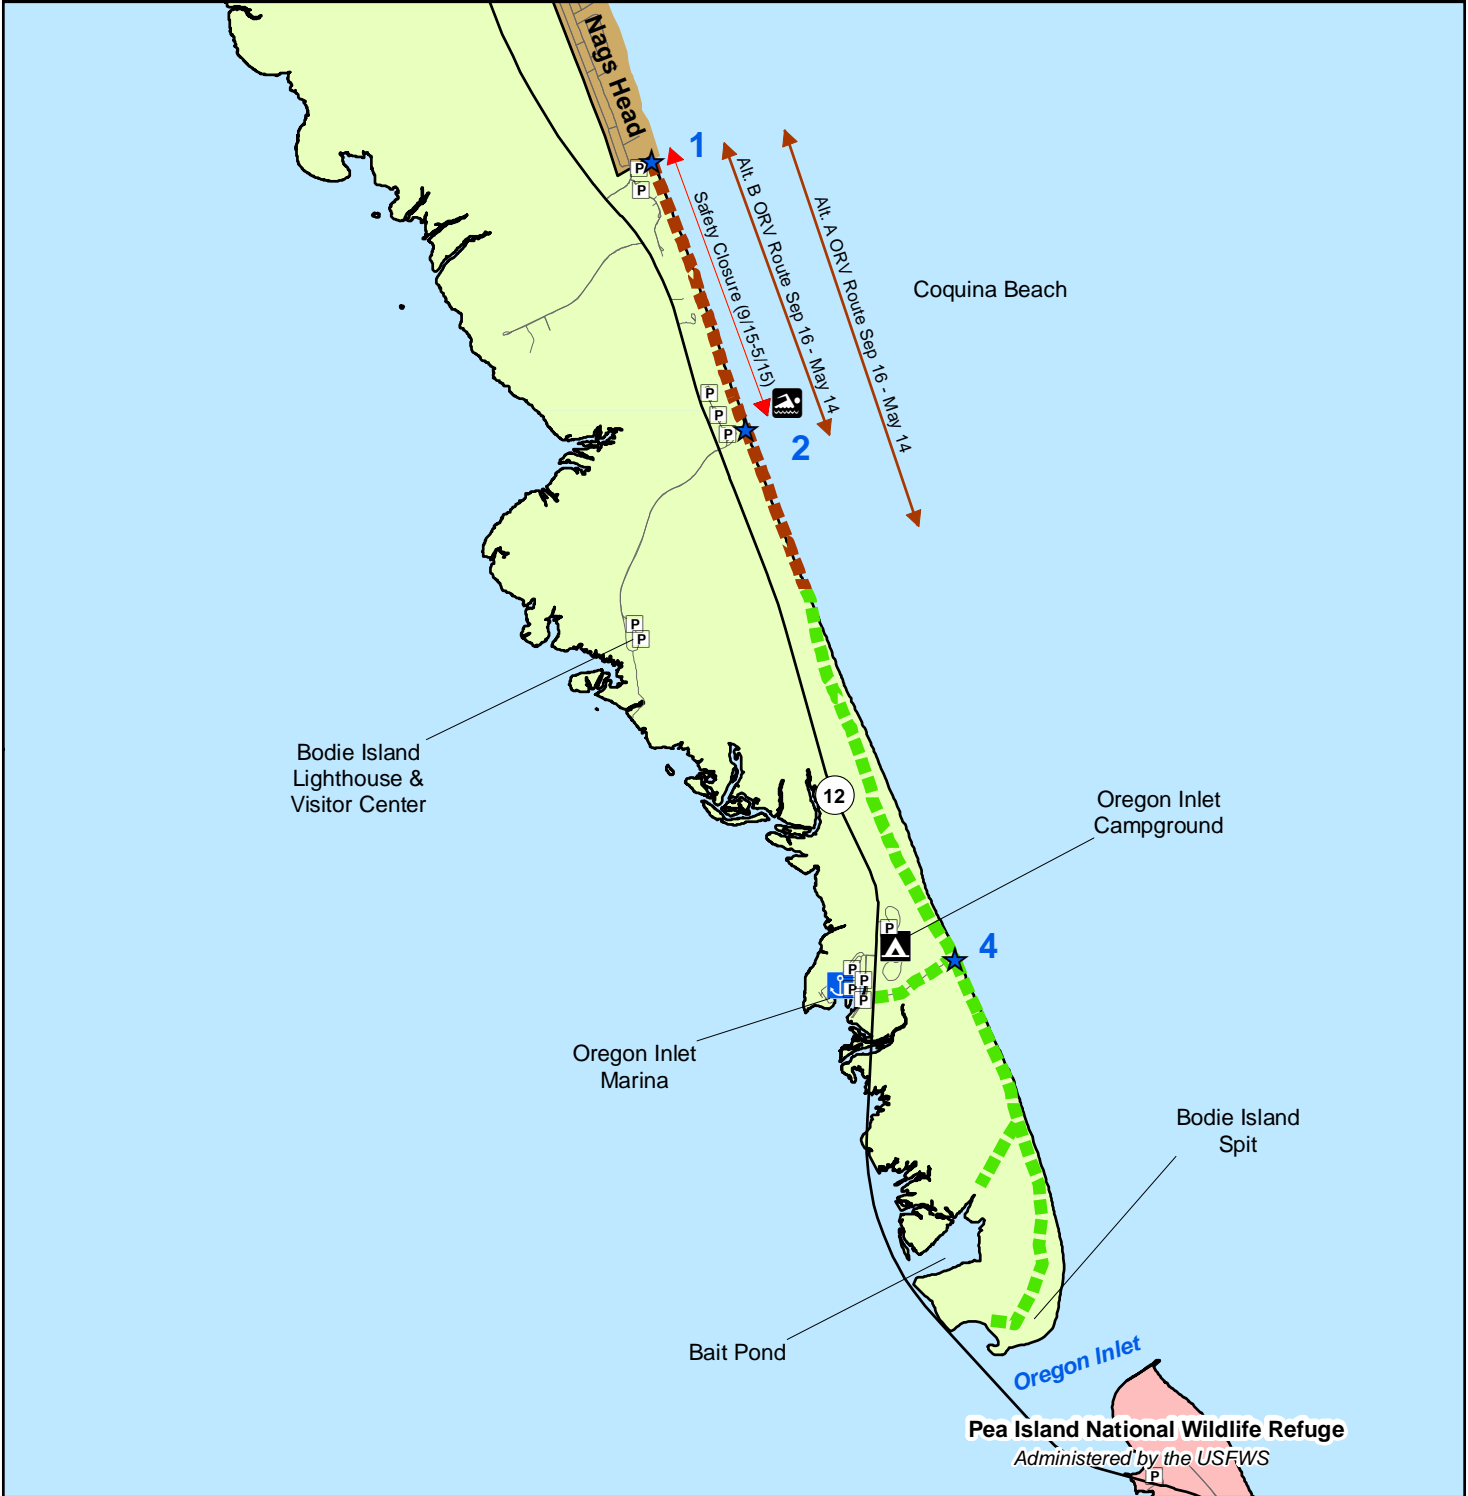 Nags Head
1
Safety Closure (9/15-5/15)
Alt. B ORV Route Sep 16 - May 14
Alt. A ORV Route Sep 16 - May 14
Coquina Beach
P
P
P
P
P
2
P
P
Bodie Island
Lighthouse &
Visitor Center
12
Oregon Inlet
Campground
P
4
P
P
P
P
Oregon Inlet
Marina
Bodie Island
Spit
Bait Pond
Oregon Inlet
Pea Island National Wildlife Refuge
Administered by the USFWS
P